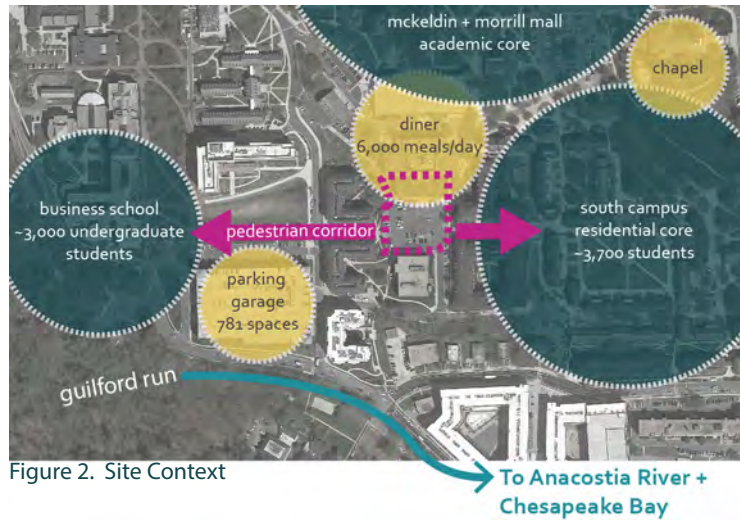 mckeldin + morrill mall
academic core
chapel
diner
6,000 meals/day
business school
~3,000 undergraduate
students
pedestrian corridor
south campus
residential core
~3,700 students
parking
garage
781 spaces
guilford run
Figure 2. Site Context
To Anacostia River +
Chesapeake Bay